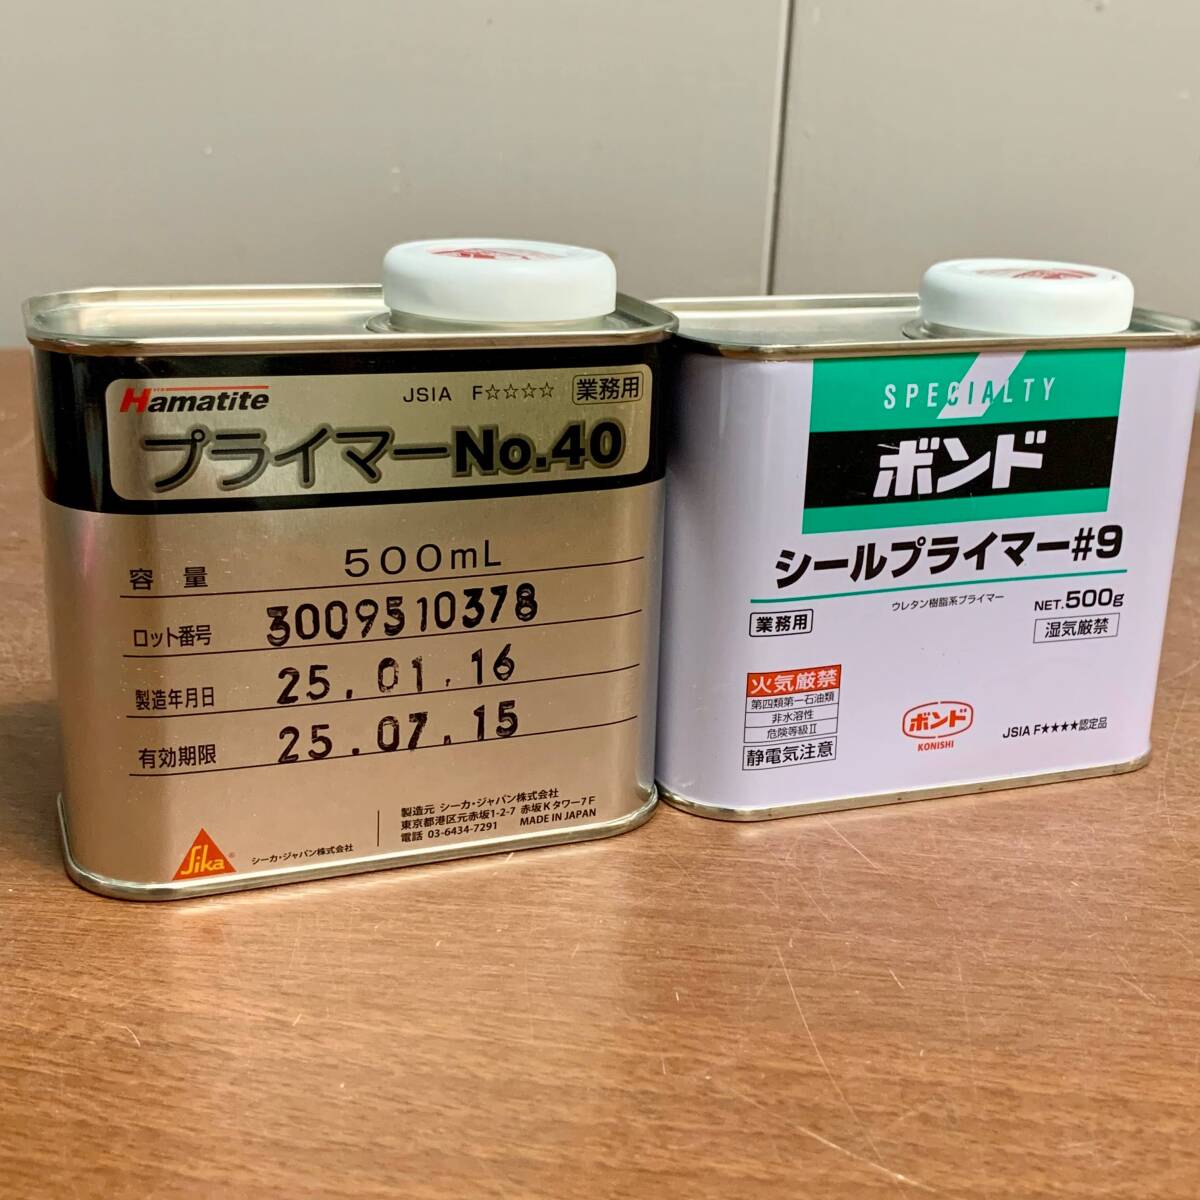 Hamatite
JSIA F☆☆☆☆ 業務用
プライマーNo.40
容量 500mL
ロット番号 3009510378
製造年月日 25.01.16
有効期限 25.07.15
Sika®
シーカ・ジャパン株式会社
製造元 シーカ・ジャパン株式会社
東京都港区元赤坂1-2-7 赤坂Kタワー7F
電話 03-6434-7291 MADE IN JAPAN
SPECIALTY
ボンド
シールプライマー#9
ウレタン樹脂系プライマー
業務用
NET.500g
湿気厳禁
火気厳禁
第四類第一石油類
非水溶性
危険等級Ⅱ
静電気注意
ボンド
KONISHI
JSIA F★★★★認定品